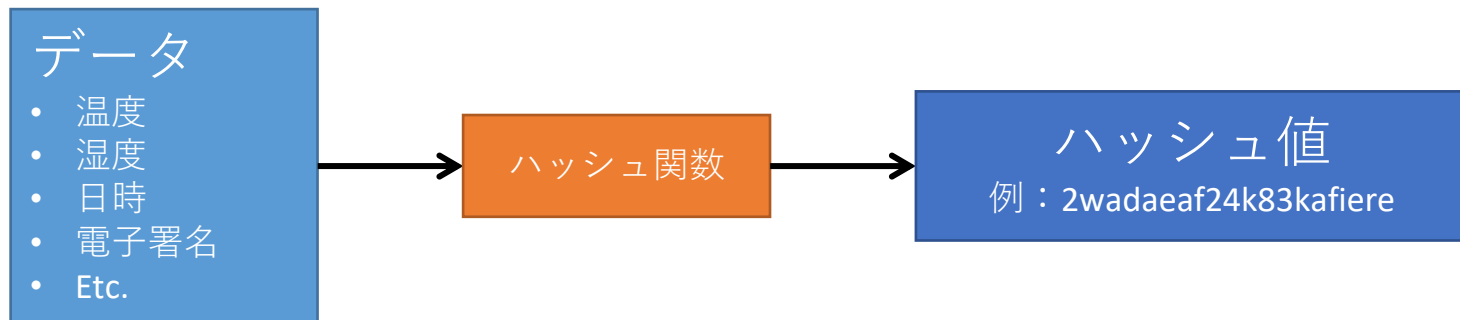 データ
• 温度
• 湿度
• 日時
• 電子署名
• Etc.
ハッシュ関数
ハッシュ値
例：2wadaeaf24k83kafiere